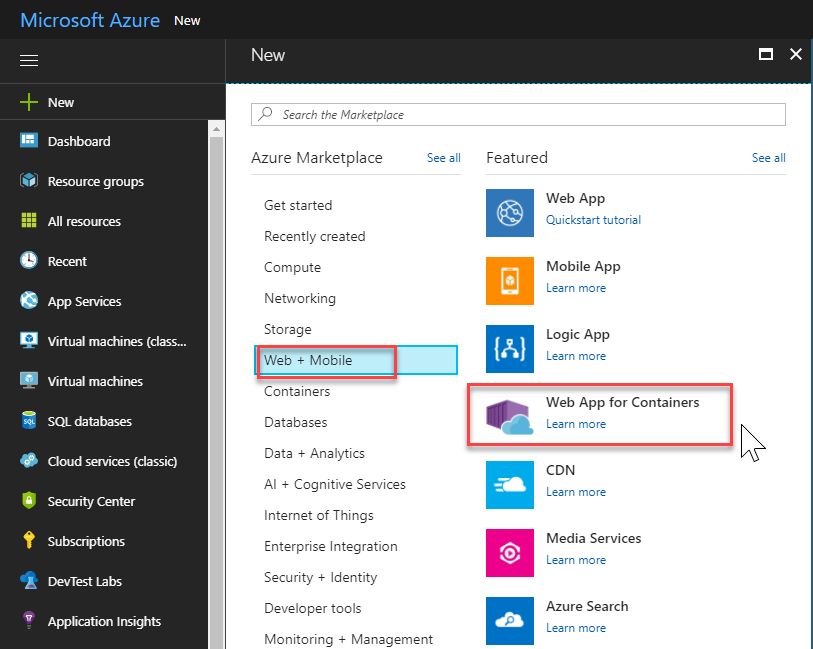 Microsoft Azure New
New
New
Dashboard
Resource groups
All resources
Recent
App Services
Virtual machines (class...
Virtual machines
SQL
SQL databases
Cloud services (classic)
Security Center
Subscriptions
DevTest Labs
Application Insights
Search the Marketplace
Azure Marketplace See all
Get started
Recently created
Compute
Networking
Storage
Web + Mobile
Containers
Databases
Data + Analytics
AI + Cognitive Services
Internet of Things
Enterprise Integration
Security + Identity
Developer tools
Monitoring + Management
Featured See all
Web App
Quickstart tutorial
Mobile App
Learn more
Logic App
Learn more
Web App for Containers
Learn more
CDN
Learn more
Media Services
Learn more
Azure Search
Learn more